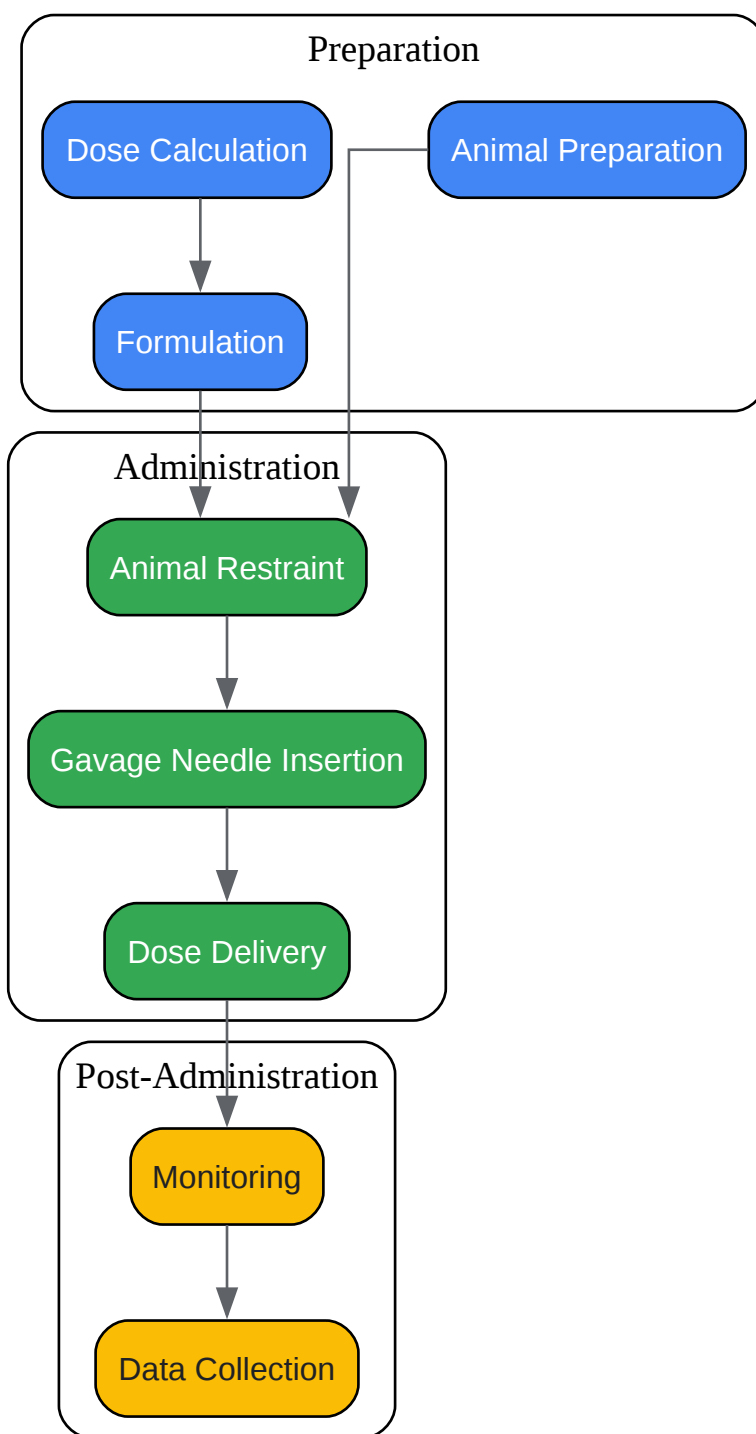 Preparation
Dose Calculation
Animal Preparation
Formulation
Administration
Animal Restraint
Gavage Needle Insertion
Dose Delivery
Post-Administration
Monitoring
Data Collection